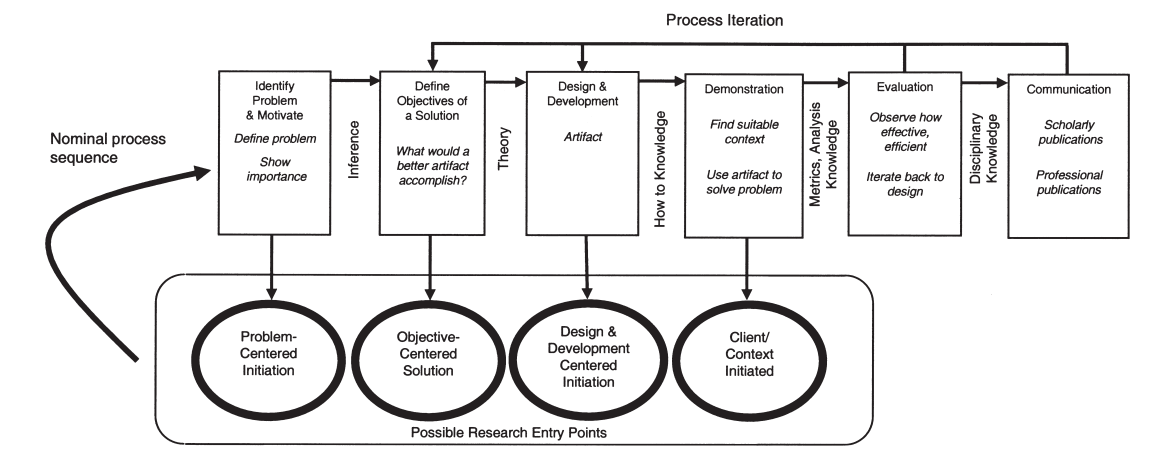 Process Iteration
Nominal process
sequence
Identify
Problem
& Motivate
Define problem
Show
importance
Inference
Define
Objectives of
a Solution
What would a
better artifact
accomplish?
Theory
Design &
Development
Artifact
How to Knowledge
Demonstration
Find suitable
context
Use artifact to
solve problem
Metrics, Analysis
Knowledge
Evaluation
Observe how
effective,
efficient
Iterate back to
design
Disciplinary
Knowledge
Communication
Scholarly
publications
Professional
publications
Problem-
Centered
Initiation
Objective-
Centered
Solution
Design &
Development
Centered
Initiation
Client/
Context
Initiated
Possible Research Entry Points